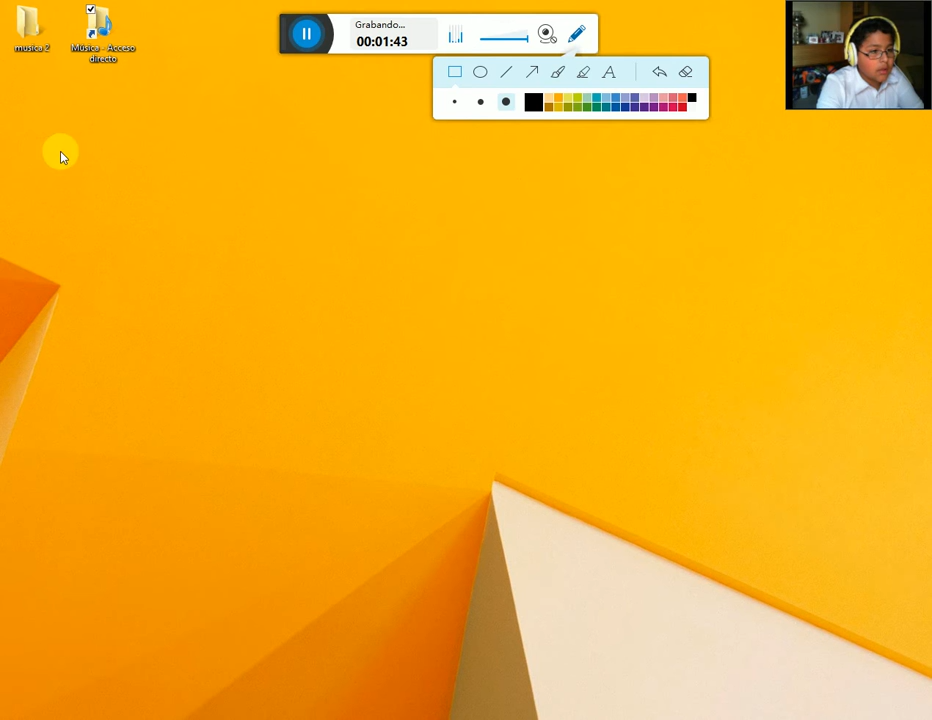 musica 2
Música - Acceso
directo
Grabando...
00:01:43
A